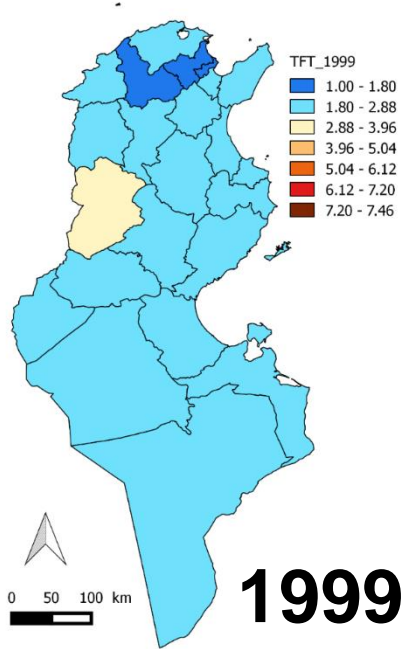 TFT_1999
1.00 - 1.80
1.80 - 2.88
2.88 - 3.96
3.96 - 5.04
5.04 - 6.12
6.12 - 7.20
7.20 - 7.46
0 50 100 km
1999